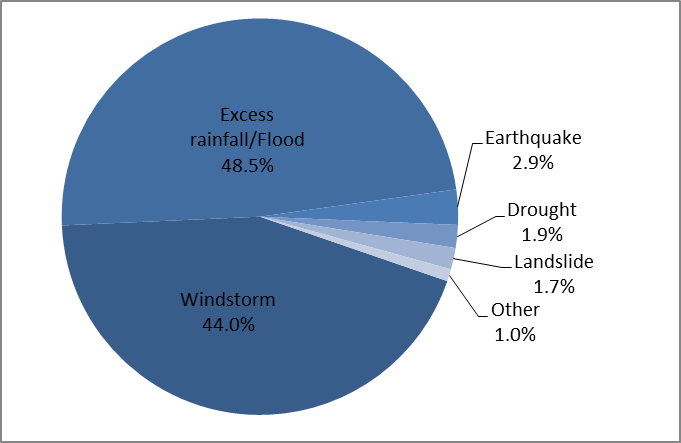 Excess
rainfall/Flood
48.5%
Earthquake
2.9%
Drought
1.9%
Landslide
1.7%
Other
1.0%
Windstorm
44.0%